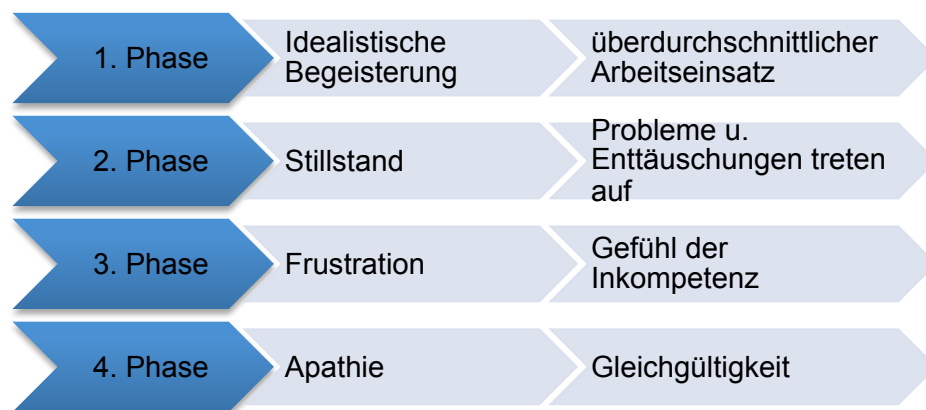 1. Phase
Idealistische
Begeisterung
überdurchschnittlicher
Arbeitseinsatz
2. Phase
Stillstand
Probleme u.
Enttäuschungen treten
auf
3. Phase
Frustration
Gefühl der
Inkompetenz
4. Phase
Apathie
Gleichgültigkeit